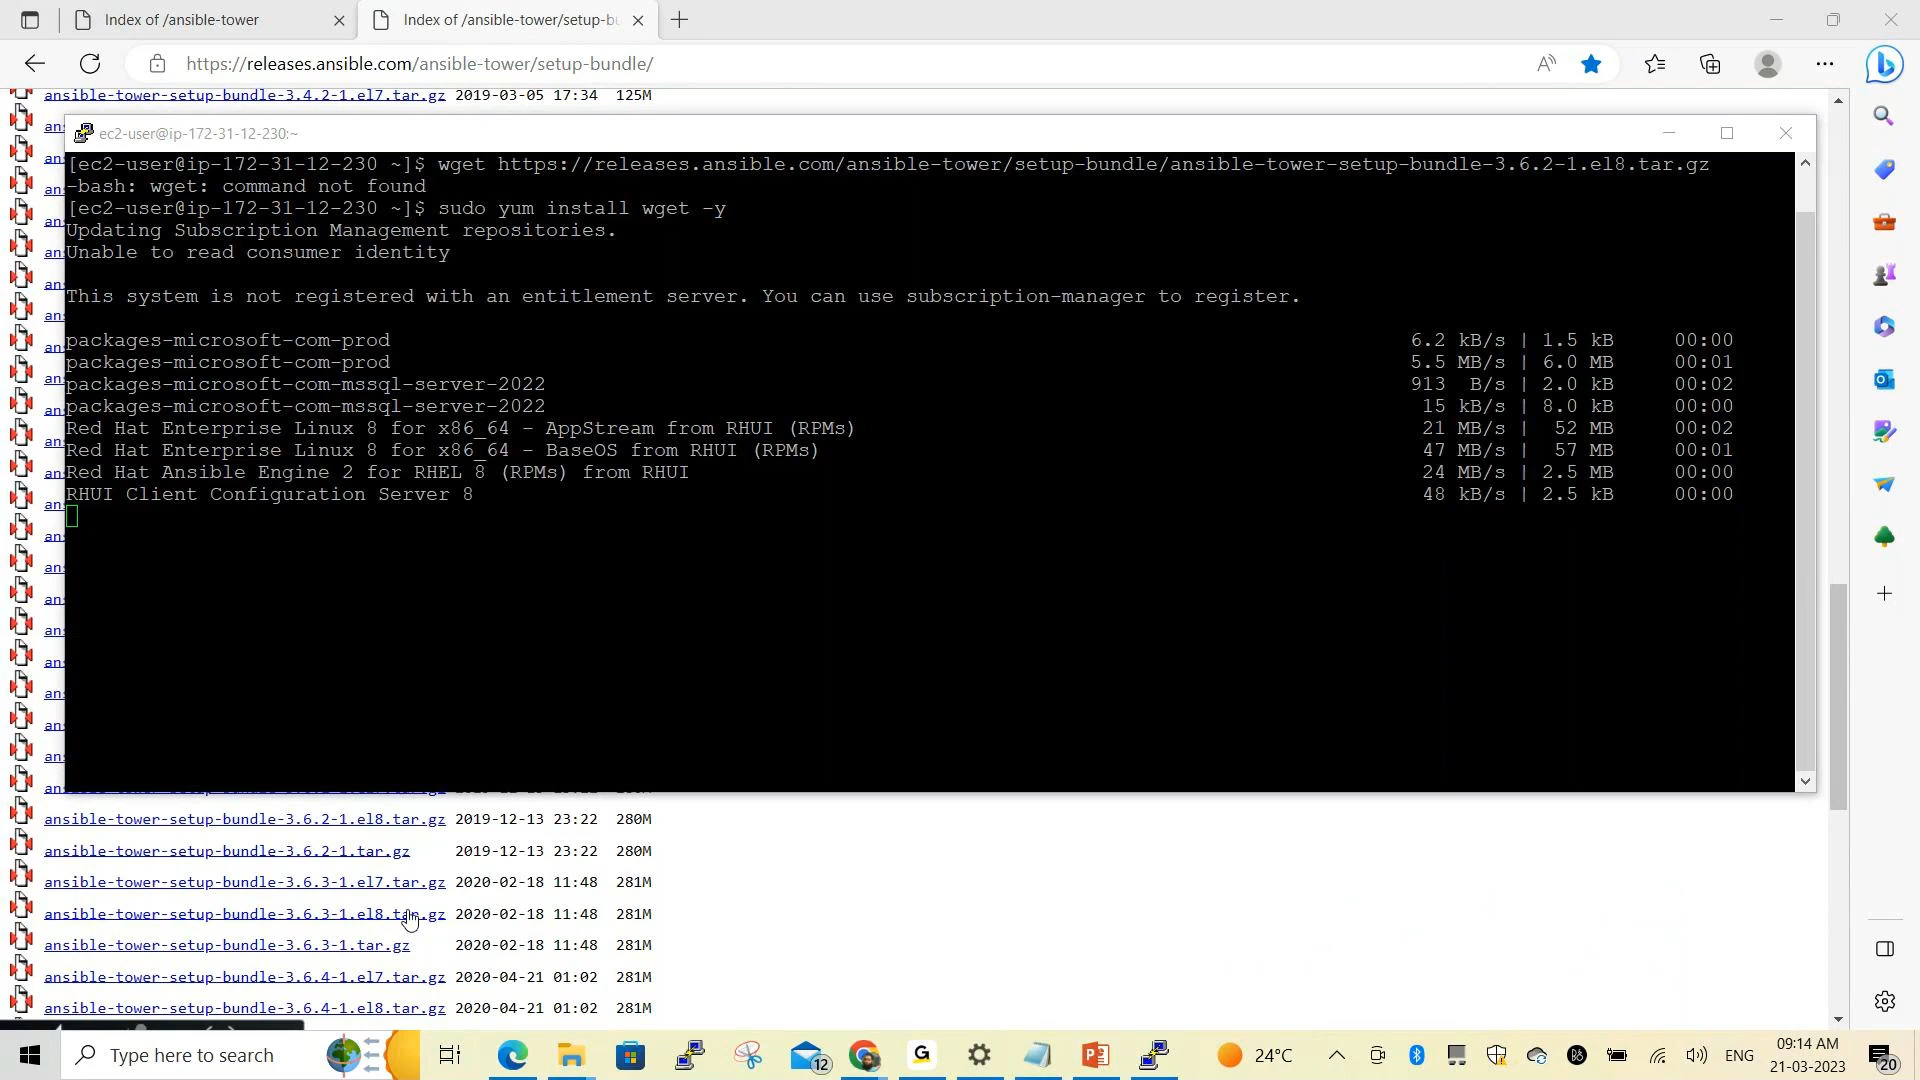 Index of /ansible-tower
Index of /ansible-tower/setup-bu
https://releases.ansible.com/ansible-tower/setup-bundle/
ansible-tower-setup-bundle-3.4.2-1.el7.tar.gz 2019-03-05 17:34 125M
ec2-user@ip-172-31-12-230:~
[ec2-user@ip-172-31-12-230 ~]$ wget https://releases.ansible.com/ansible-tower/setup-bundle/ansible-tower-setup-bundle-3.6.2-1.el8.tar.gz
-bash: wget: command not found
[ec2-user@ip-172-31-12-230 ~]$ sudo yum install wget -y
Updating Subscription Management repositories.
Unable to read consumer identity
This system is not registered with an entitlement server. You can use subscription-manager to register.
packages-microsoft-com-prod 6.2 kB/s | 1.5 kB 00:00
packages-microsoft-com-prod 5.5 MB/s | 6.0 MB 00:01
packages-microsoft-com-mssql-server-2022 913 B/s | 2.0 kB 00:02
packages-microsoft-com-mssql-server-2022 15 kB/s | 8.0 kB 00:00
Red Hat Enterprise Linux 8 for x86_64 - AppStream from RHUI (RPMs) 21 MB/s | 52 MB 00:02
Red Hat Enterprise Linux 8 for x86_64 - BaseOS from RHUI (RPMs) 47 MB/s | 57 MB 00:01
Red Hat Ansible Engine 2 for RHEL 8 (RPMs) from RHUI 24 MB/s | 2.5 MB 00:00
RHUI Client Configuration Server 8 48 kB/s | 2.5 kB 00:00
ansible-tower-setup-bundle-3.6.2-1.el8.tar.gz 2019-12-13 23:22 280M
ansible-tower-setup-bundle-3.6.2-1.tar.gz 2019-12-13 23:22 280M
ansible-tower-setup-bundle-3.6.3-1.el7.tar.gz 2020-02-18 11:48 281M
ansible-tower-setup-bundle-3.6.3-1.el8.tar.gz 2020-02-18 11:48 281M
ansible-tower-setup-bundle-3.6.3-1.tar.gz 2020-02-18 11:48 281M
ansible-tower-setup-bundle-3.6.4-1.el7.tar.gz 2020-04-21 01:02 281M
ansible-tower-setup-bundle-3.6.4-1.el8.tar.gz 2020-04-21 01:02 281M
Type here to search
12
24°C
ENG
09:14 AM
21-03-2023
20